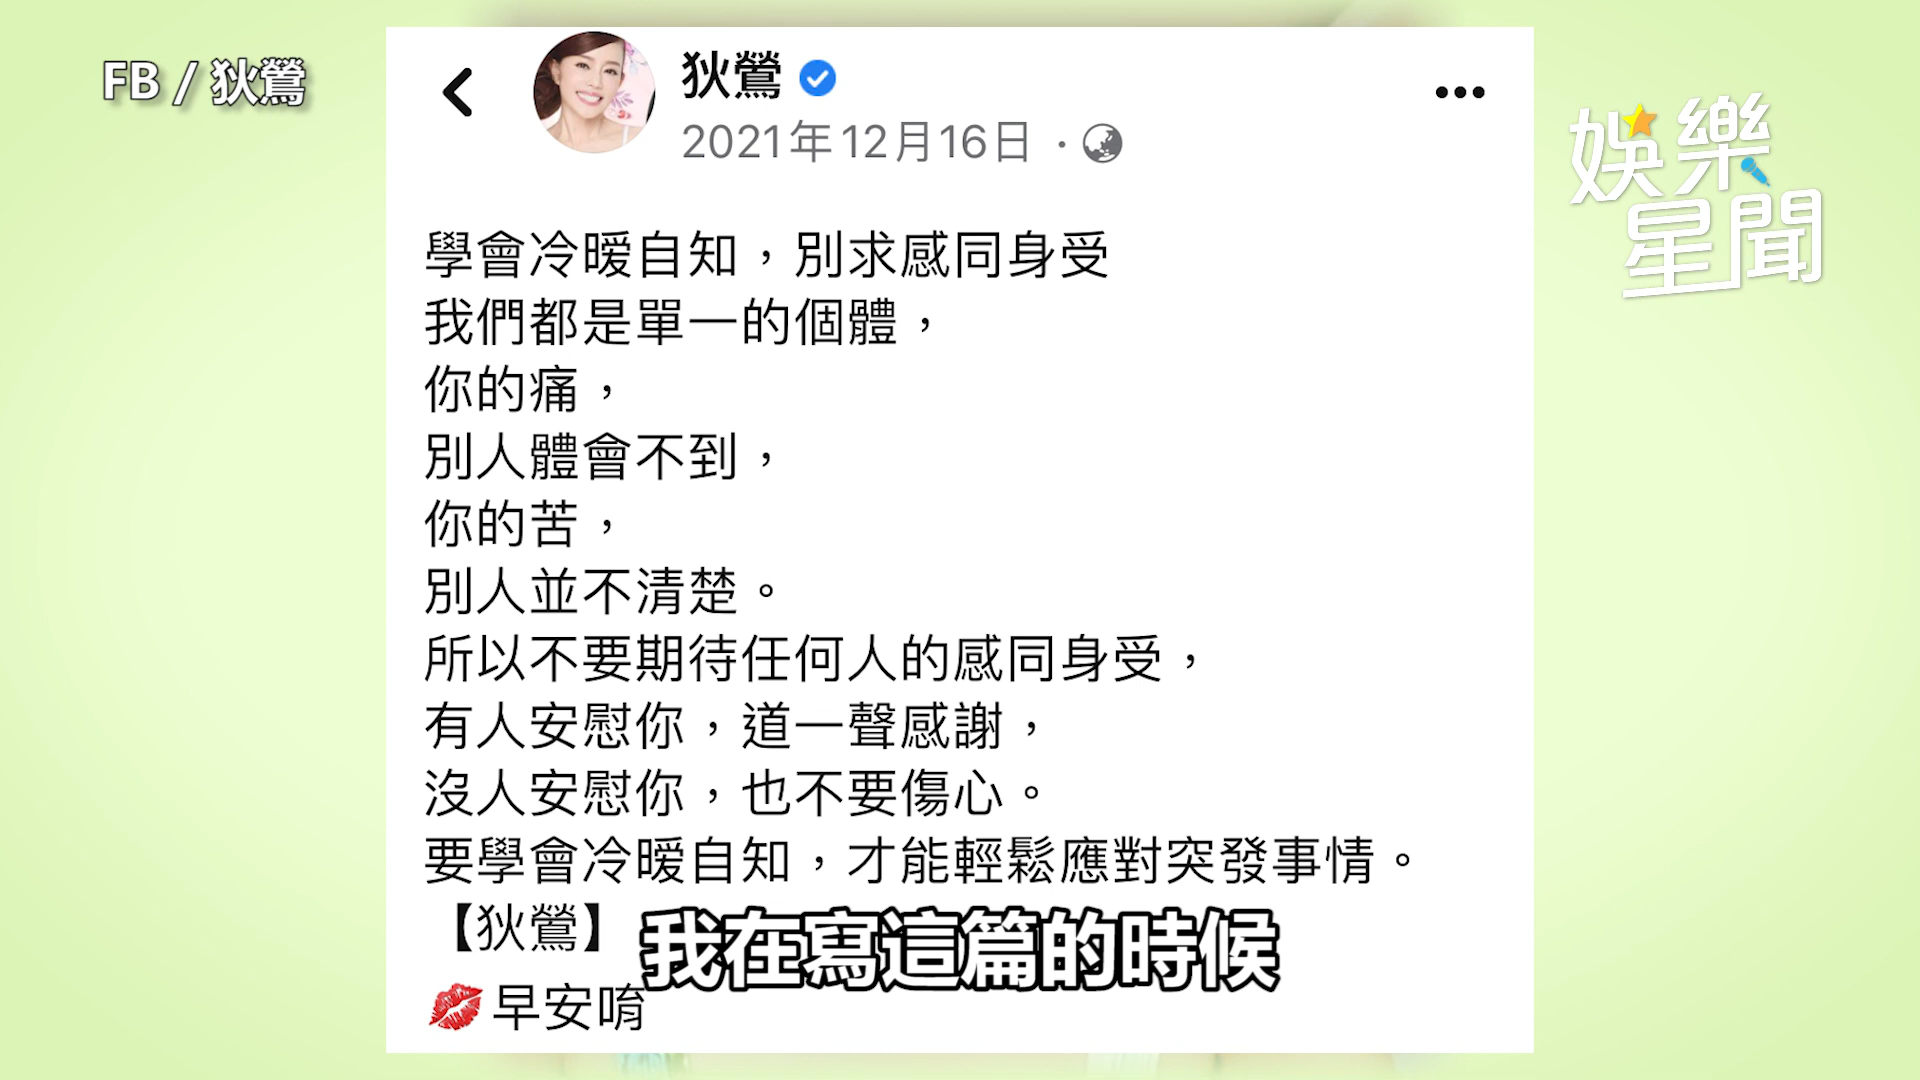 FB / 狄鶯
狄鶯
2021年12月16日
娛樂
星聞
學會冷暖自知，別求感同身受
我們都是單一的個體，
你的痛，
別人體會不到，
你的苦，
別人並不清楚。
所以不要期待任何人的感同身受，
有人安慰你，道一聲感謝，
沒人安慰你，也不要傷心。
要學會冷暖自知，才能輕鬆應對突發事情。
【狄鶯】
我在寫這篇的時候
💋早安唷